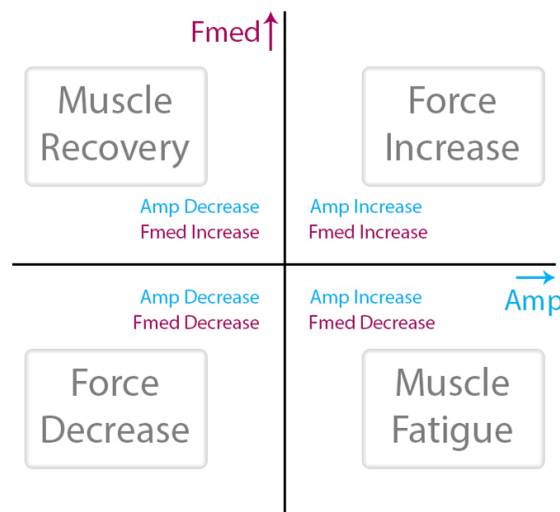 Fmed
Muscle
Recovery
Force
Increase
Amp Decrease
Fmed Increase
Amp Increase
Fmed Increase
Amp
Amp Decrease
Fmed Decrease
Amp Increase
Fmed Decrease
Force
Decrease
Muscle
Fatigue